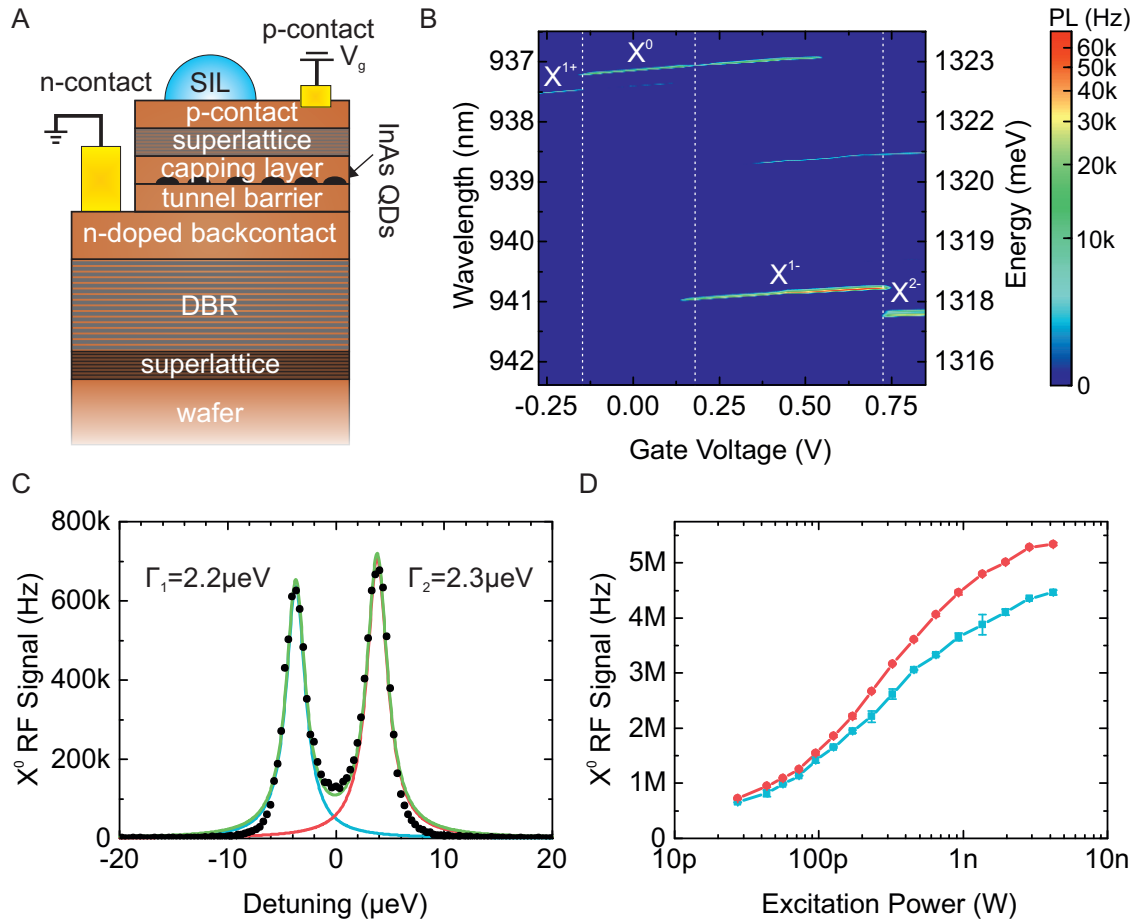 A
p-contact
V_g
n-contact
SIL
p-contact
superlattice
capping layer
tunnel barrier
InAs QDs
n-doped backcontact
DBR
superlattice
wafer
B
PL (Hz)
X^1+
X^0
X^1-
X^2-
937
938
939
940
941
942
Wavelength (nm)
1323
1322
1320
1319
1318
1316
Energy (meV)
60k
50k
40k
30k
20k
10k
0
-0.25 0.00 0.25 0.50 0.75
Gate Voltage (V)
C
800k
600k
400k
200k
0
X^0 RF Signal (Hz)
Γ_1=2.2µeV
Γ_2=2.3µeV
-20 -10 0 10 20
Detuning (µeV)
D
5M
4M
3M
2M
1M
0
X^0 RF Signal (Hz)
10p 100p 1n 10n
Excitation Power (W)